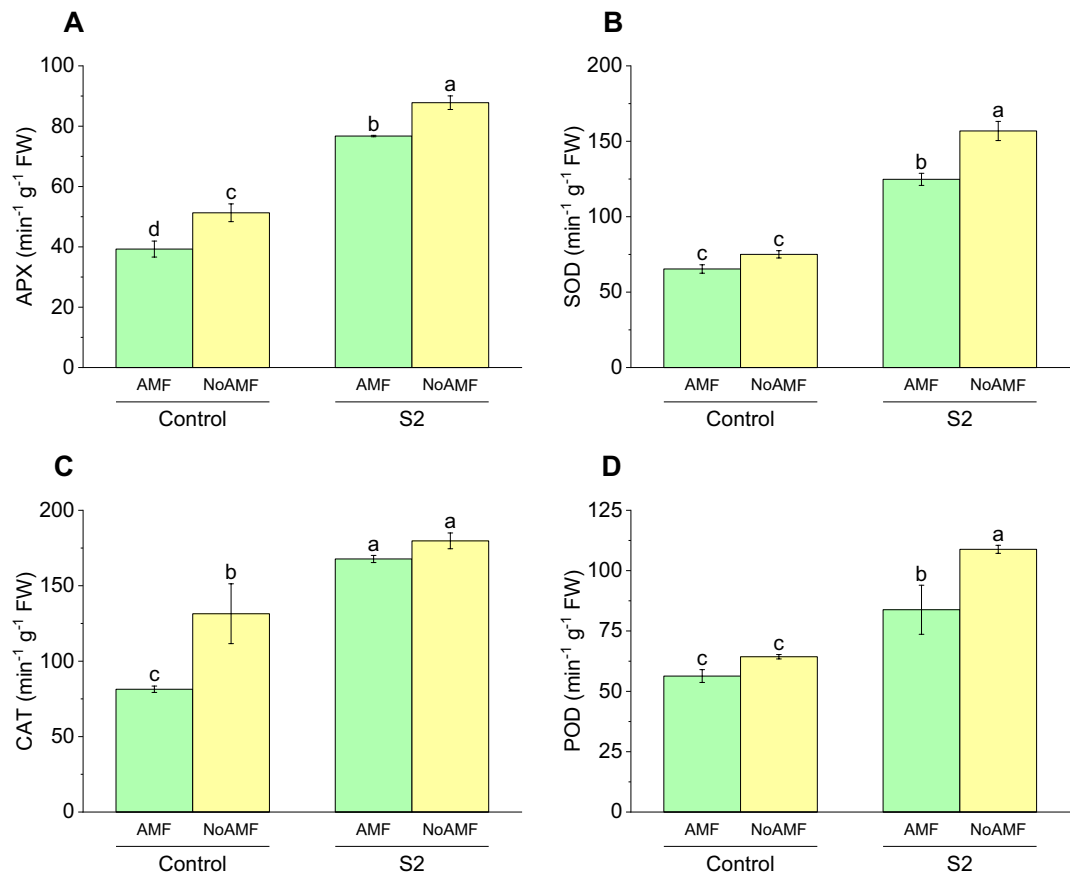 A
APX (min⁻¹ g⁻¹ FW)
100
80
60
40
20
0
d
c
b
a
AMF NoAMF AMF NoAMF
Control S2
B
SOD (min⁻¹ g⁻¹ FW)
200
150
100
50
0
c
c
b
a
AMF NoAMF AMF NoAMF
Control S2
C
CAT (min⁻¹ g⁻¹ FW)
200
150
100
50
0
c
b
a
a
AMF NoAMF AMF NoAMF
Control S2
D
POD (min⁻¹ g⁻¹ FW)
125
100
75
50
25
0
c
c
b
a
AMF NoAMF AMF NoAMF
Control S2